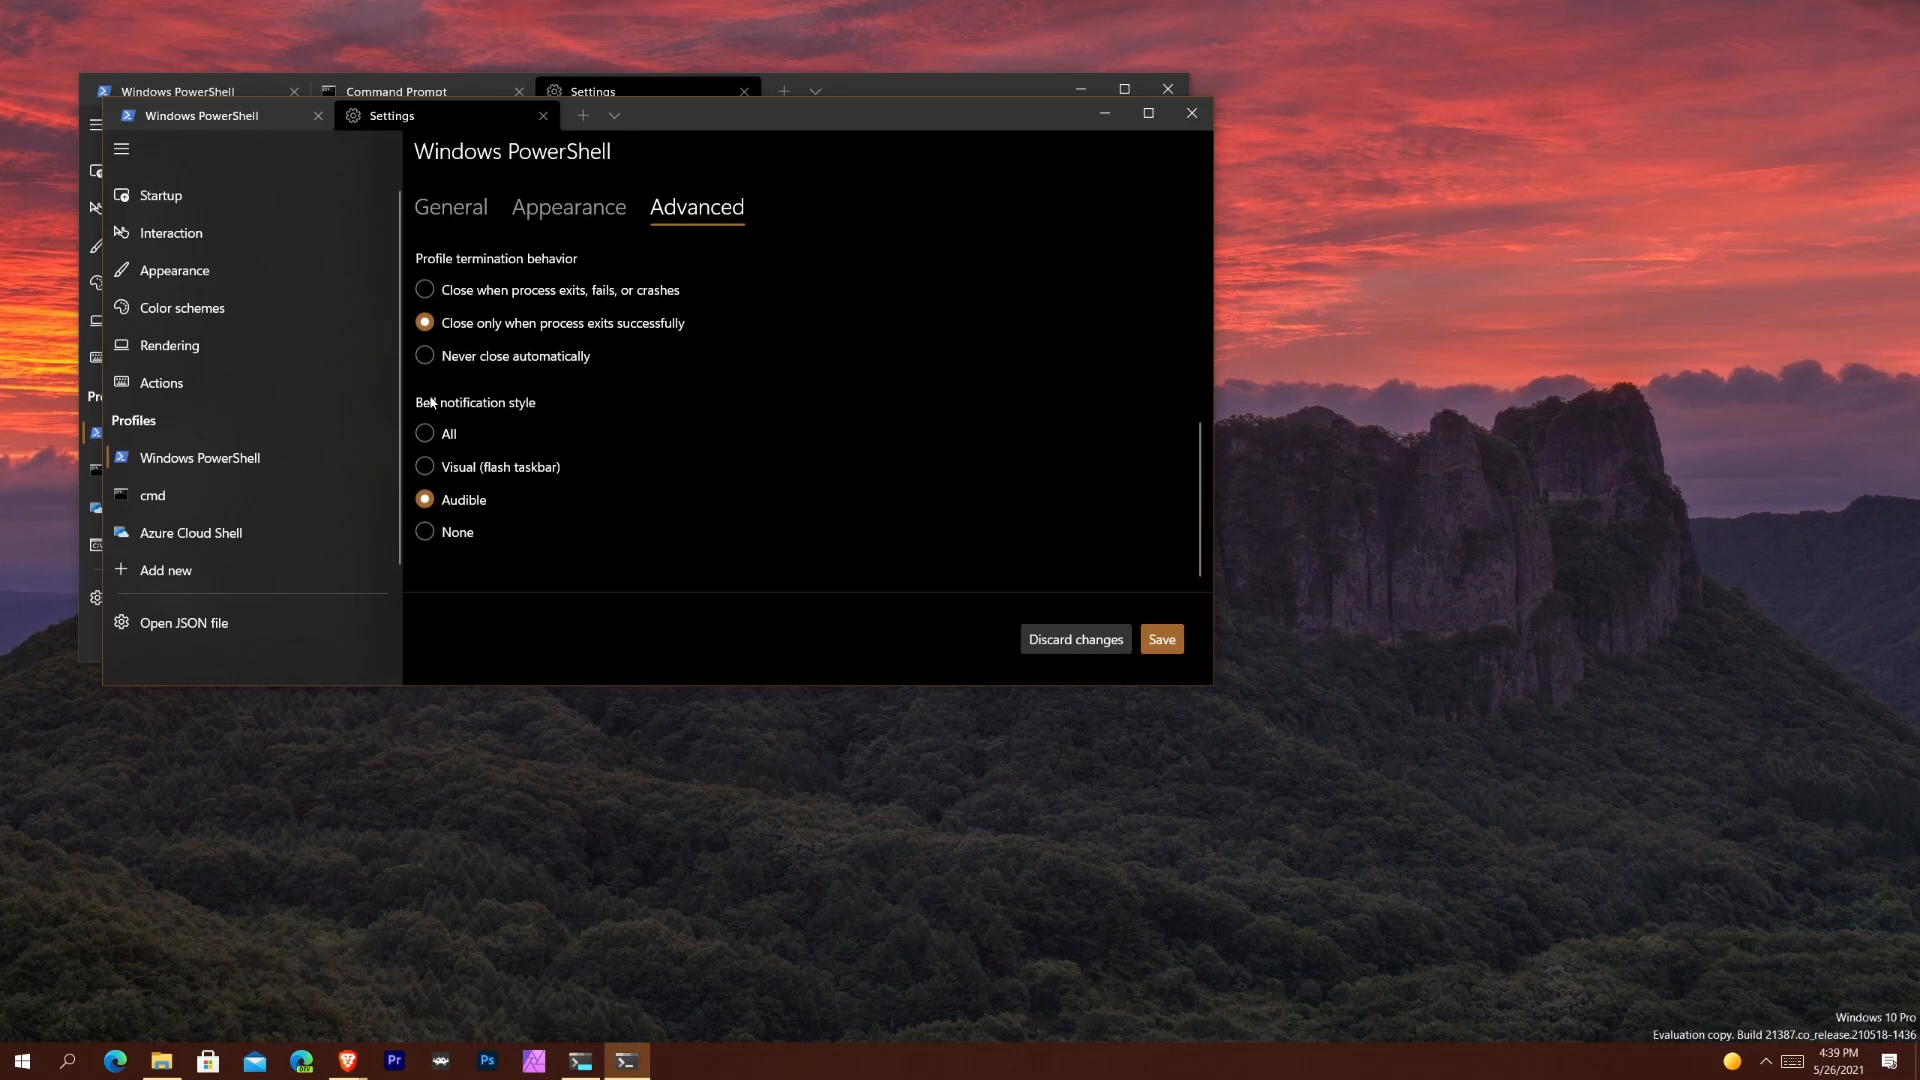 Windows PowerShell
Command Prompt
Settings
Windows PowerShell
Settings
Windows PowerShell
General Appearance Advanced
Startup
Interaction
Appearance
Color schemes
Rendering
Actions
Profiles
Windows PowerShell
cmd
Azure Cloud Shell
Add new
Open JSON file
Profile termination behavior
Close when process exits, fails, or crashes
Close only when process exits successfully
Never close automatically
notification style
All
Visual (flash taskbar)
Audible
None
Discard changes
Save
Windows 10 Pro
Evaluation copy. Build 21387.co_release.210518-1436
DEV
Pr
Ps
4:39 PM
5/26/2021